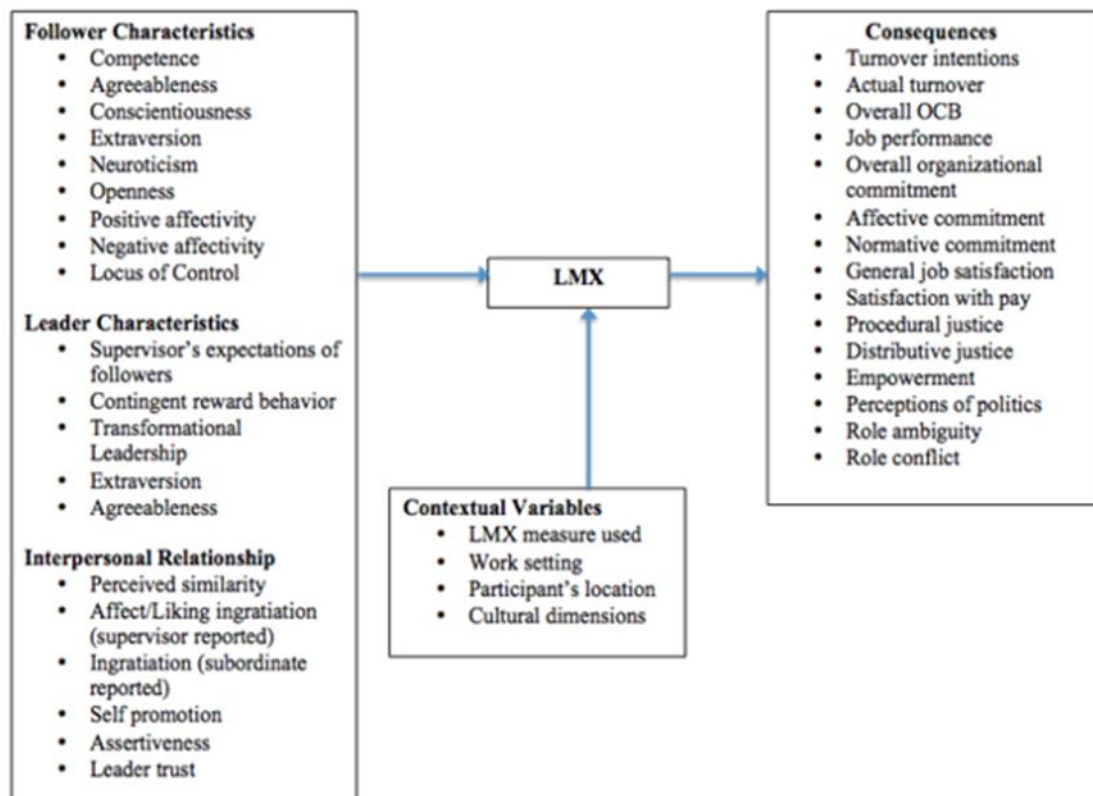 Follower Characteristics
• Competence
• Agreeableness
• Conscientiousness
• Extraversion
• Neuroticism
• Openness
• Positive affectivity
• Negative affectivity
• Locus of Control
Leader Characteristics
• Supervisor's expectations of
followers
• Contingent reward behavior
• Transformational
Leadership
• Extraversion
• Agreeableness
Interpersonal Relationship
• Perceived similarity
• Affect/Liking ingratiation
(supervisor reported)
• Ingratiation (subordinate
reported)
• Self promotion
• Assertiveness
• Leader trust
LMX
Contextual Variables
• LMX measure used
• Work setting
• Participant's location
• Cultural dimensions
Consequences
• Turnover intentions
• Actual turnover
• Overall OCB
• Job performance
• Overall organizational
commitment
• Affective commitment
• Normative commitment
• General job satisfaction
• Satisfaction with pay
• Procedural justice
• Distributive justice
• Empowerment
• Perceptions of politics
• Role ambiguity
• Role conflict